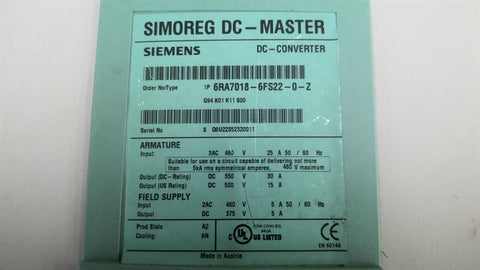 SIMOREG DC-MASTER
SIEMENS DC-CONVERTER
Order No/Type 1P 6RA7018-6FS22-0-Z
G94 K01 K11 S00
Serial No S Q6U22352320011
ARMATURE
Input: 3AC 460 V 25 A 50 / 60 Hz
Suitable for use on a circuit capable of delivering not more
than 5kA rms symmetrical amperes, 460 V maximum
Output (DC-Rating) DC 550 V 30 A
Output (US Rating) DC 500 V 15 A
FIELD SUPPLY
Input 2AC 460 V 5 A 50 / 60 Hz
Output DC 375 V 5 A
Prod State A2
Cooling: AN
C UL US LISTED
CE
EN 60146
Made in Austria